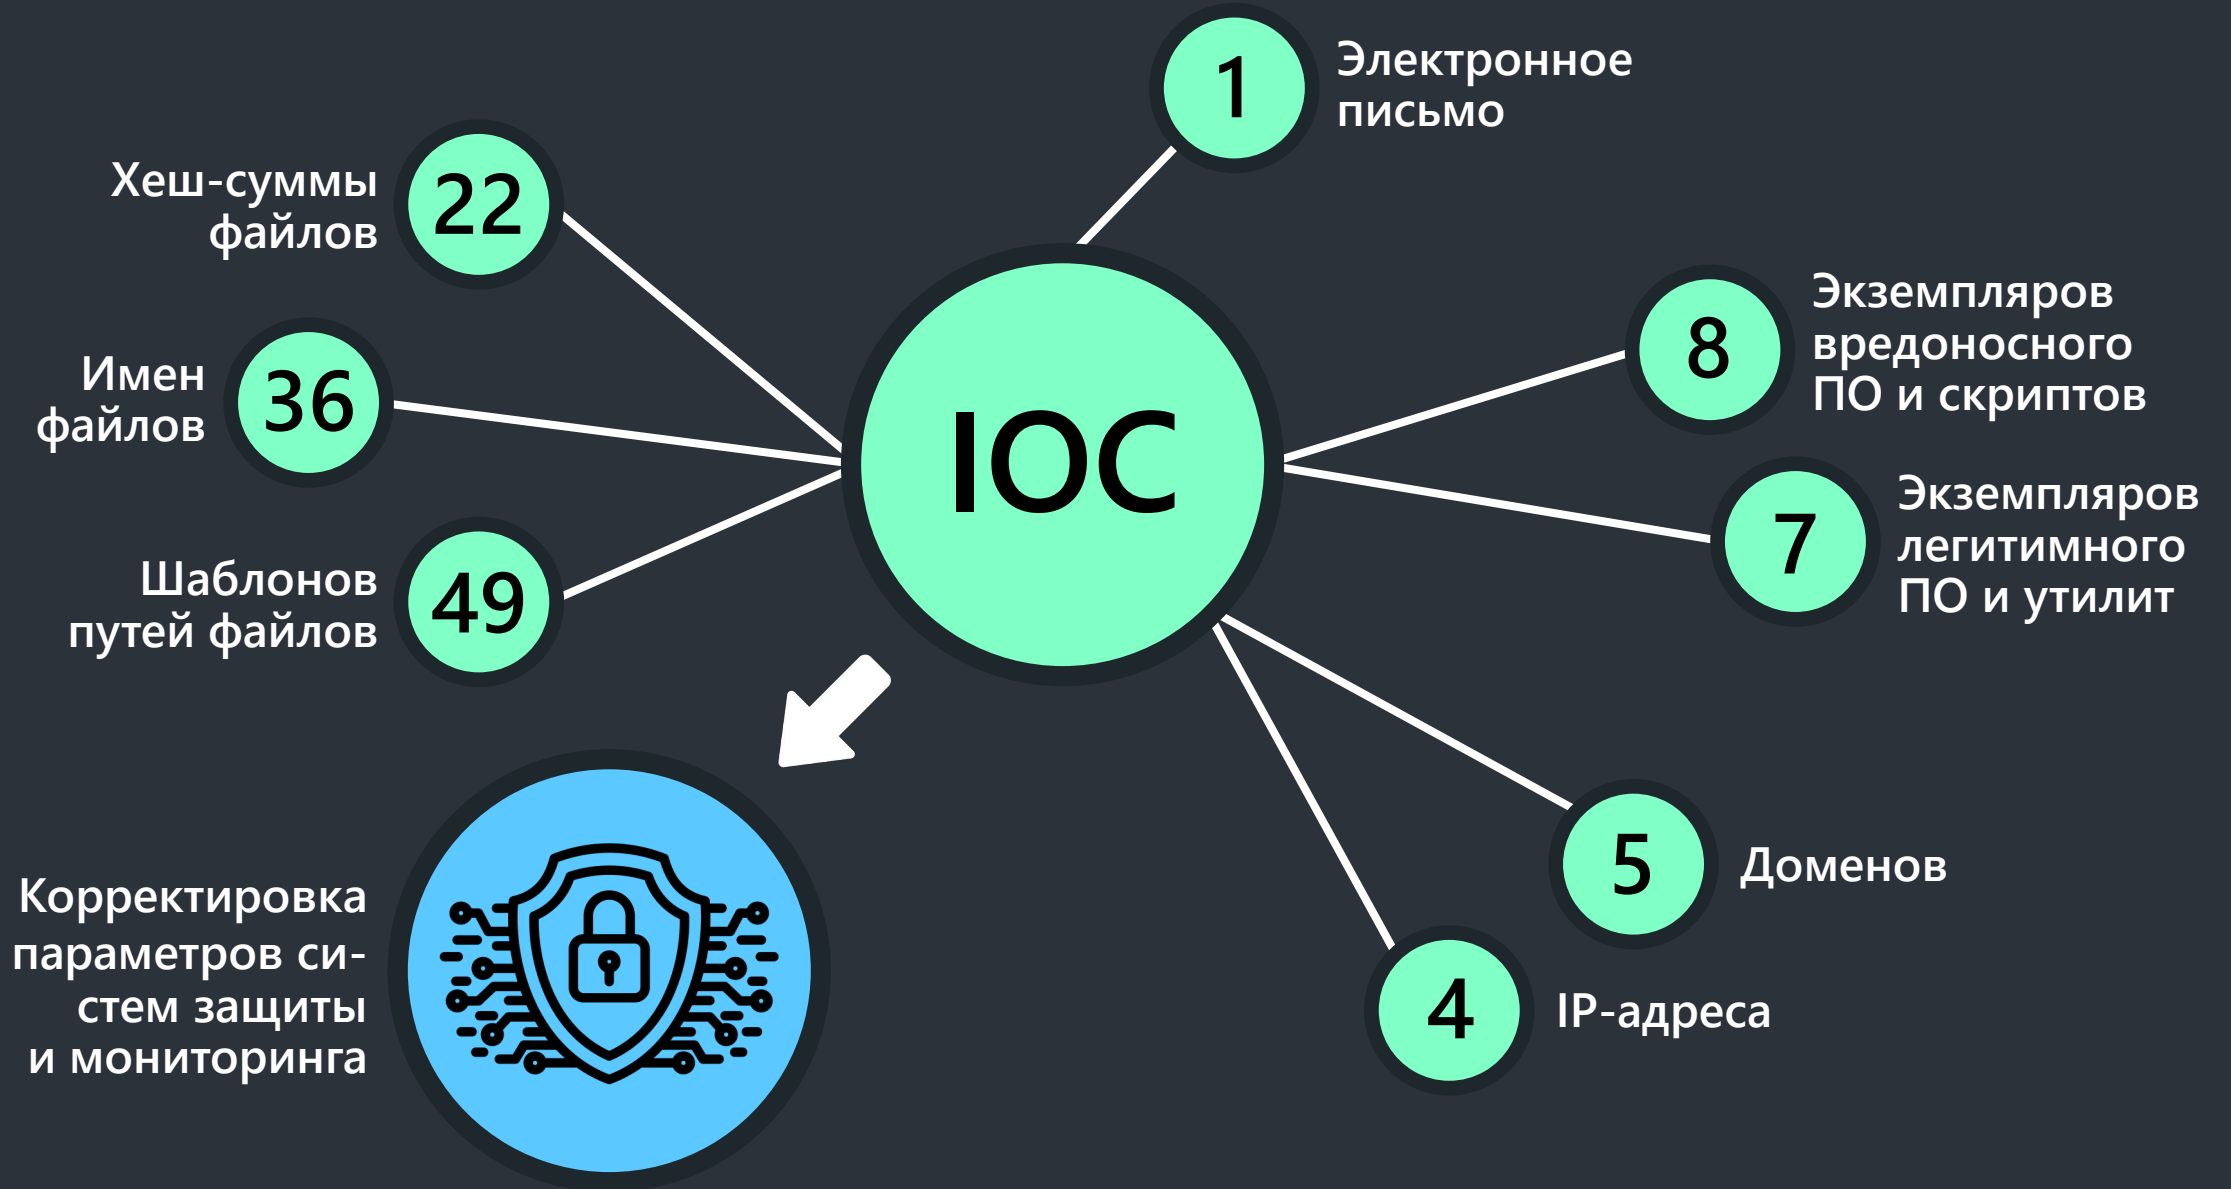 1
Электронное
письмо
Хеш-суммы
файлов
22
Имен
файлов
36
Шаблонов
путей файлов
49
IOC
8
Экземпляров
вредоносного
ПО и скриптов
7
Экземпляров
легитимного
ПО и утилит
5
Доменов
4
IP-адреса
Корректировка
параметров си-
стем защиты
и мониторинга